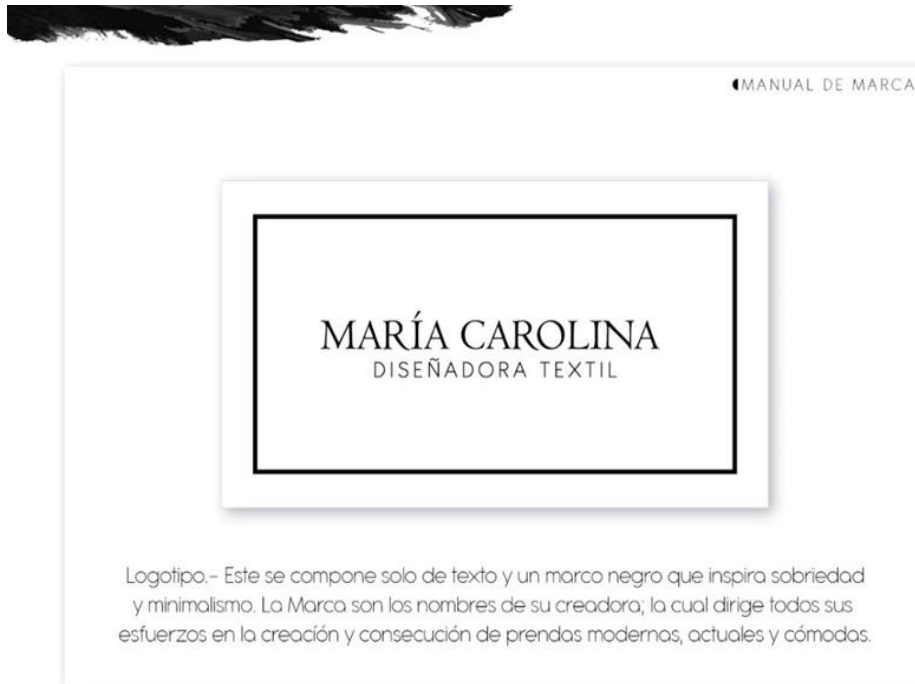 MANUAL DE MARCA
MARÍA CAROLINA
DISEÑADORA TEXTIL
Logotipo.- Este se compone solo de texto y un marco negro que inspira sobriedad
y minimalismo. La Marca son los nombres de su creadora; la cual dirige todos sus
esfuerzos en la creacíón y consecución de prendas modernas, actuales y cómodas.